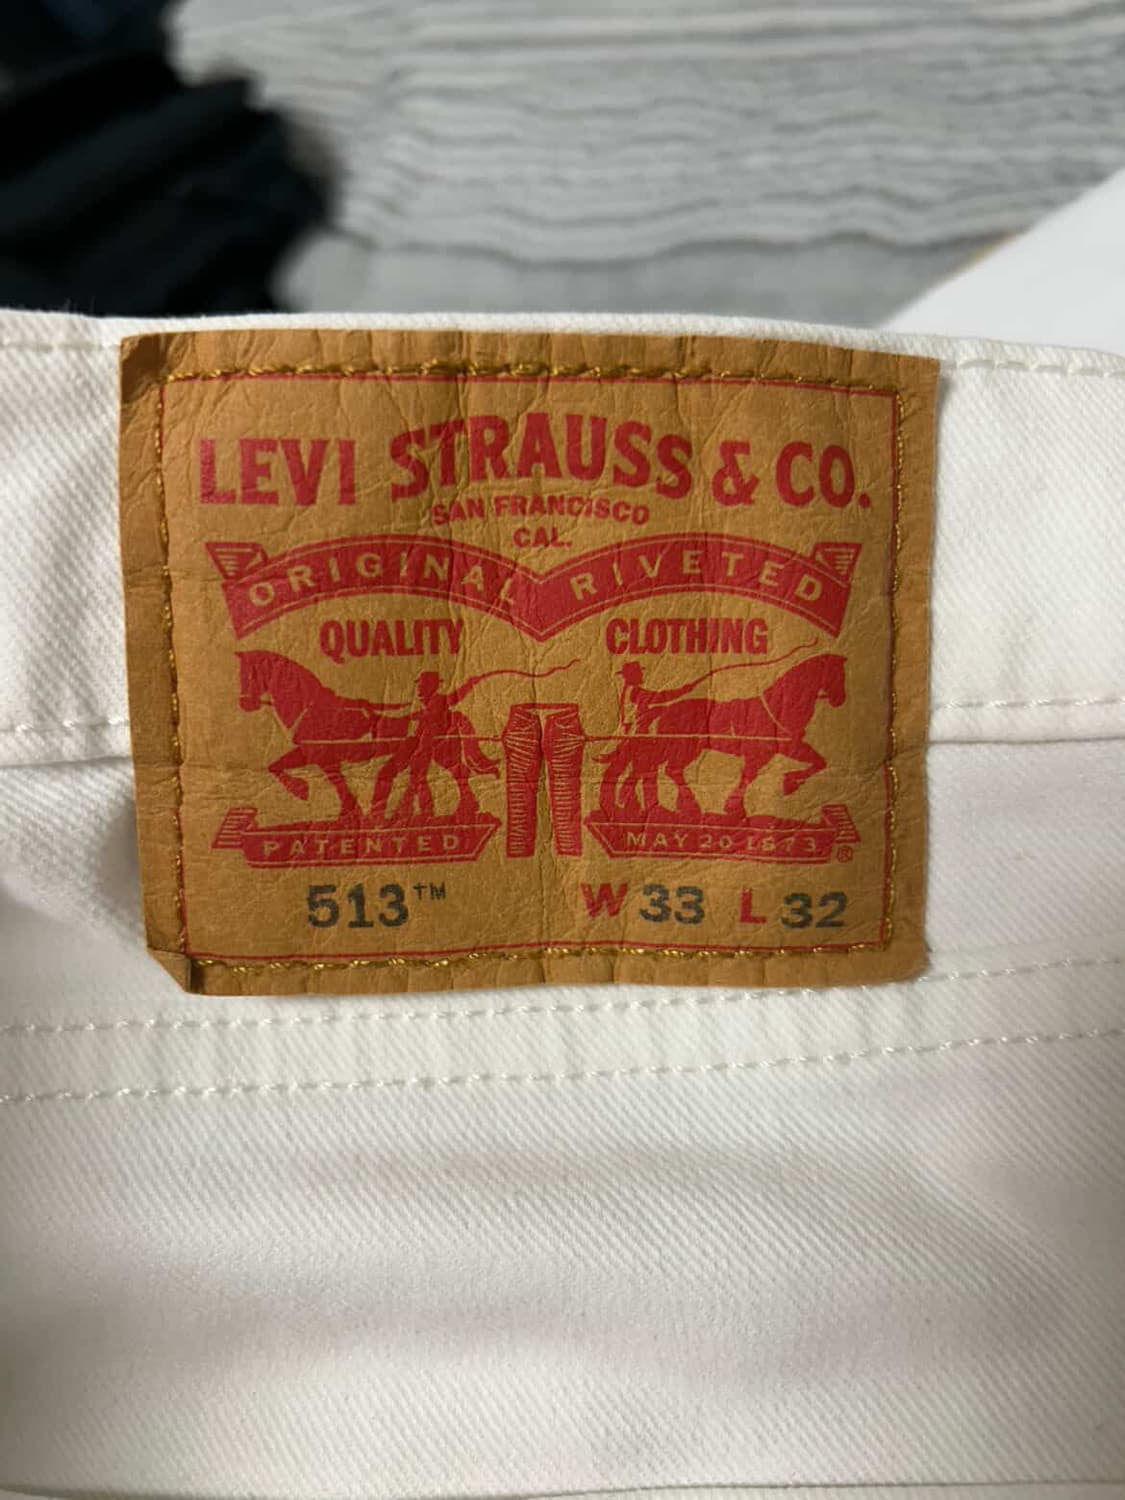 LEVI STRAUSS & CO.
SAN FRANCISCO
CAL.
ORIGINAL RIVETED
QUALITY CLOTHING
PATENTED MAY 20 1873 ®
513™ W 33 L 32